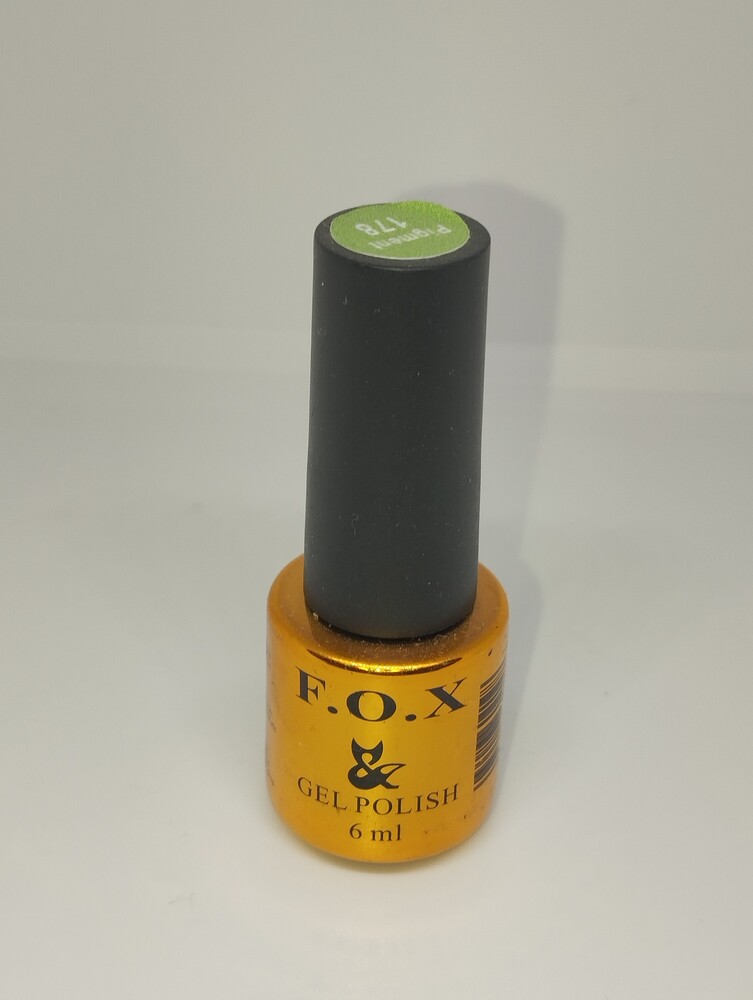 Pigment
178
F.O.X
&
GEL POLISH
6 ml